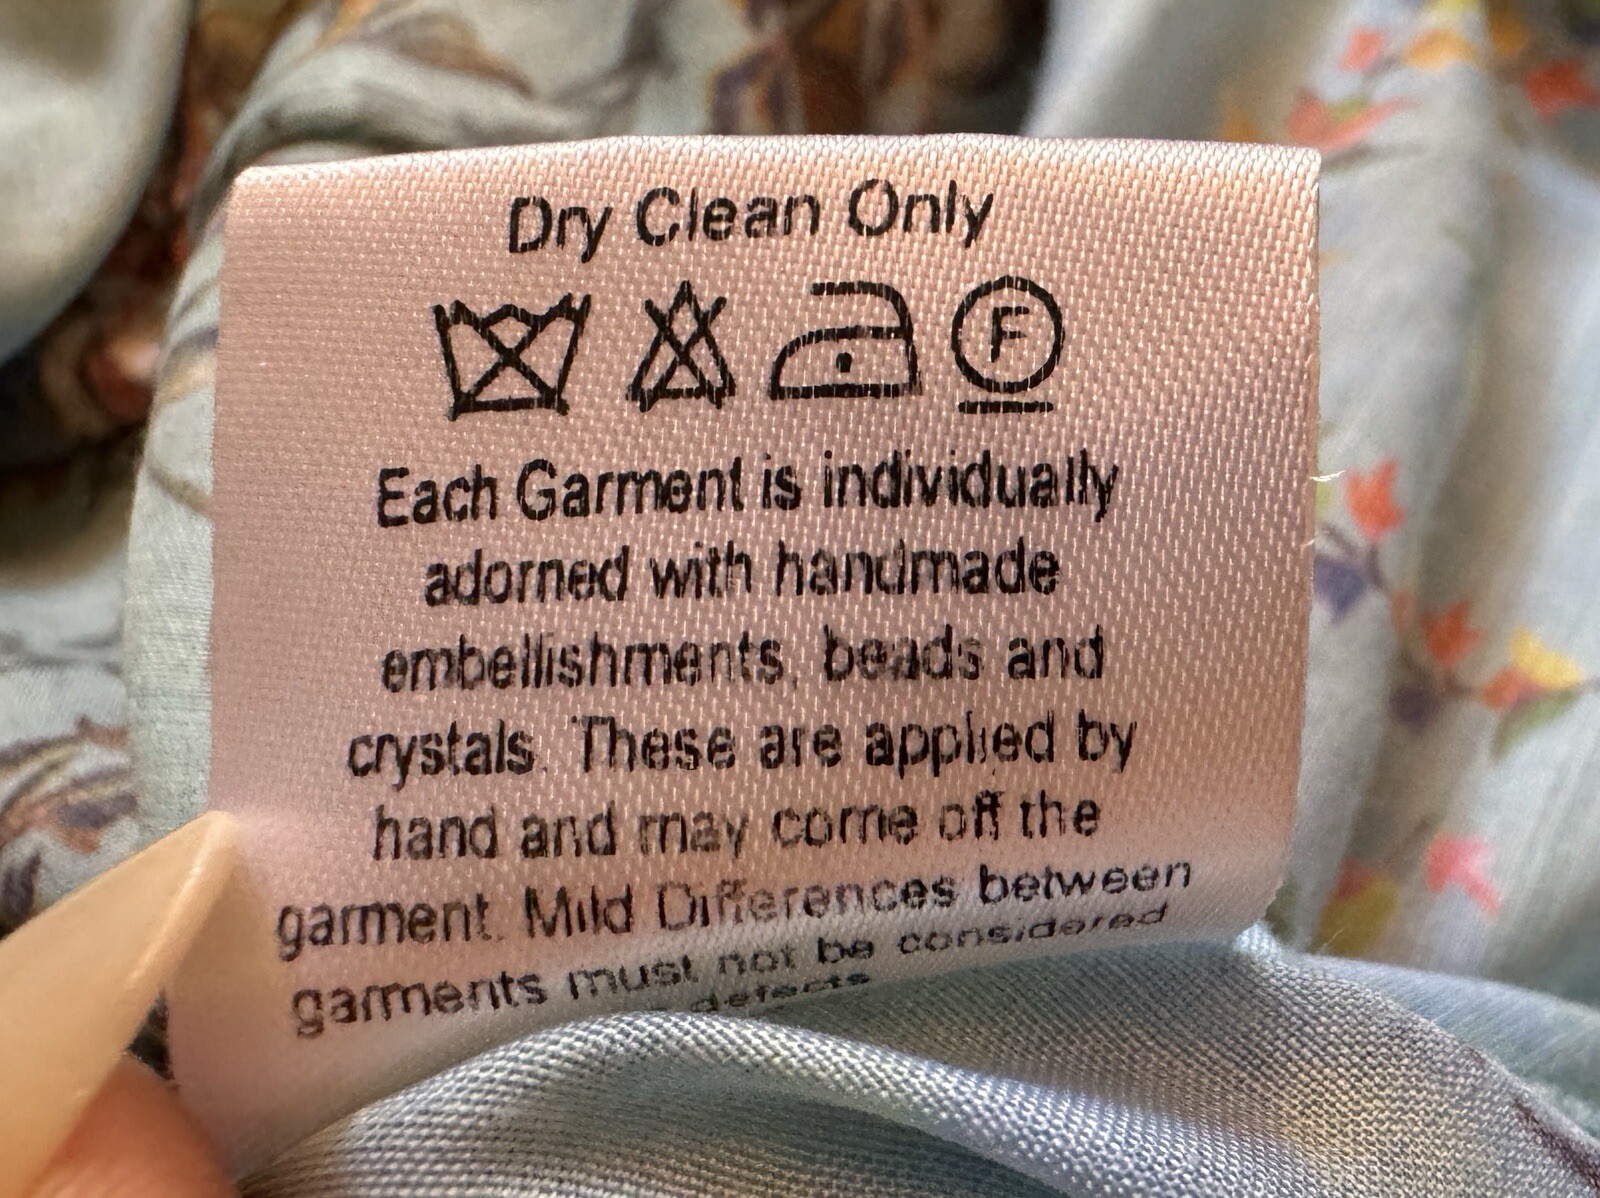 Dry Clean Only
F
Each Garment is individually
adorned with handmade
embellishments, beads and
crystals. These are applied by
hand and may come off the
garment. Mild Differences between
garments must not be considered
defects